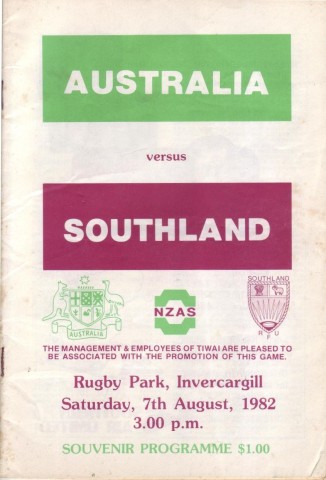 AUSTRALIA
versus
SOUTHLAND
AUSTRALIA
NZAS
SOUTHLAND
R F U
THE MANAGEMENT & EMPLOYEES OF TIWAI ARE PLEASED TO
BE ASSOCIATED WITH THE PROMOTION OF THIS GAME.
Rugby Park, Invercargill
Saturday, 7th August, 1982
3.00 p.m.
SOUVENIR PROGRAMME $1.00